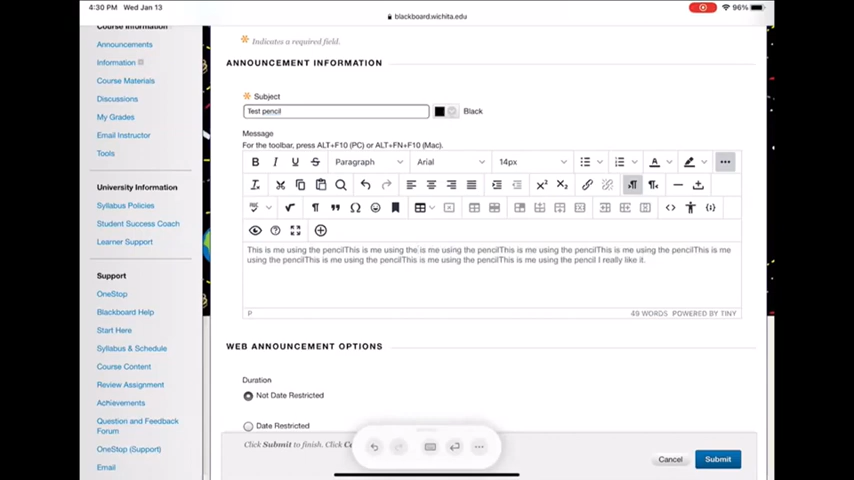 4:30 PM Wed Jan 13
96%
blackboard.wichita.edu
Course Information
Announcements
Information
Course Materials
Discussions
My Grades
Email Instructor
Tools
University Information
Syllabus Policies
Student Success Coach
Learner Support
Support
OneStop
Blackboard Help
Start Here
Syllabus & Schedule
Course Content
Review Assignment
Achievements
Question and Feedback
Forum
OneStop (Support)
Email
Indicates a required field.
ANNOUNCEMENT INFORMATION
Subject
Test pencil
Black
Message
For the toolbar, press ALT+F10 (PC) or ALT+FN+F10 (Mac).
B I U S Paragraph Arial 14px
This is me using the pencilThis is me using the is me using the pencilThis is me using the pencilThis is me using the pencilThis is me
using the pencilThis is me using the pencilThis is me using the pencilThis is me using the pencil I really like it.
P
49 WORDS POWERED BY TINY
WEB ANNOUNCEMENT OPTIONS
Duration
Not Date Restricted
Date Restricted
Click Submit to finish. Click
Cancel
Submit